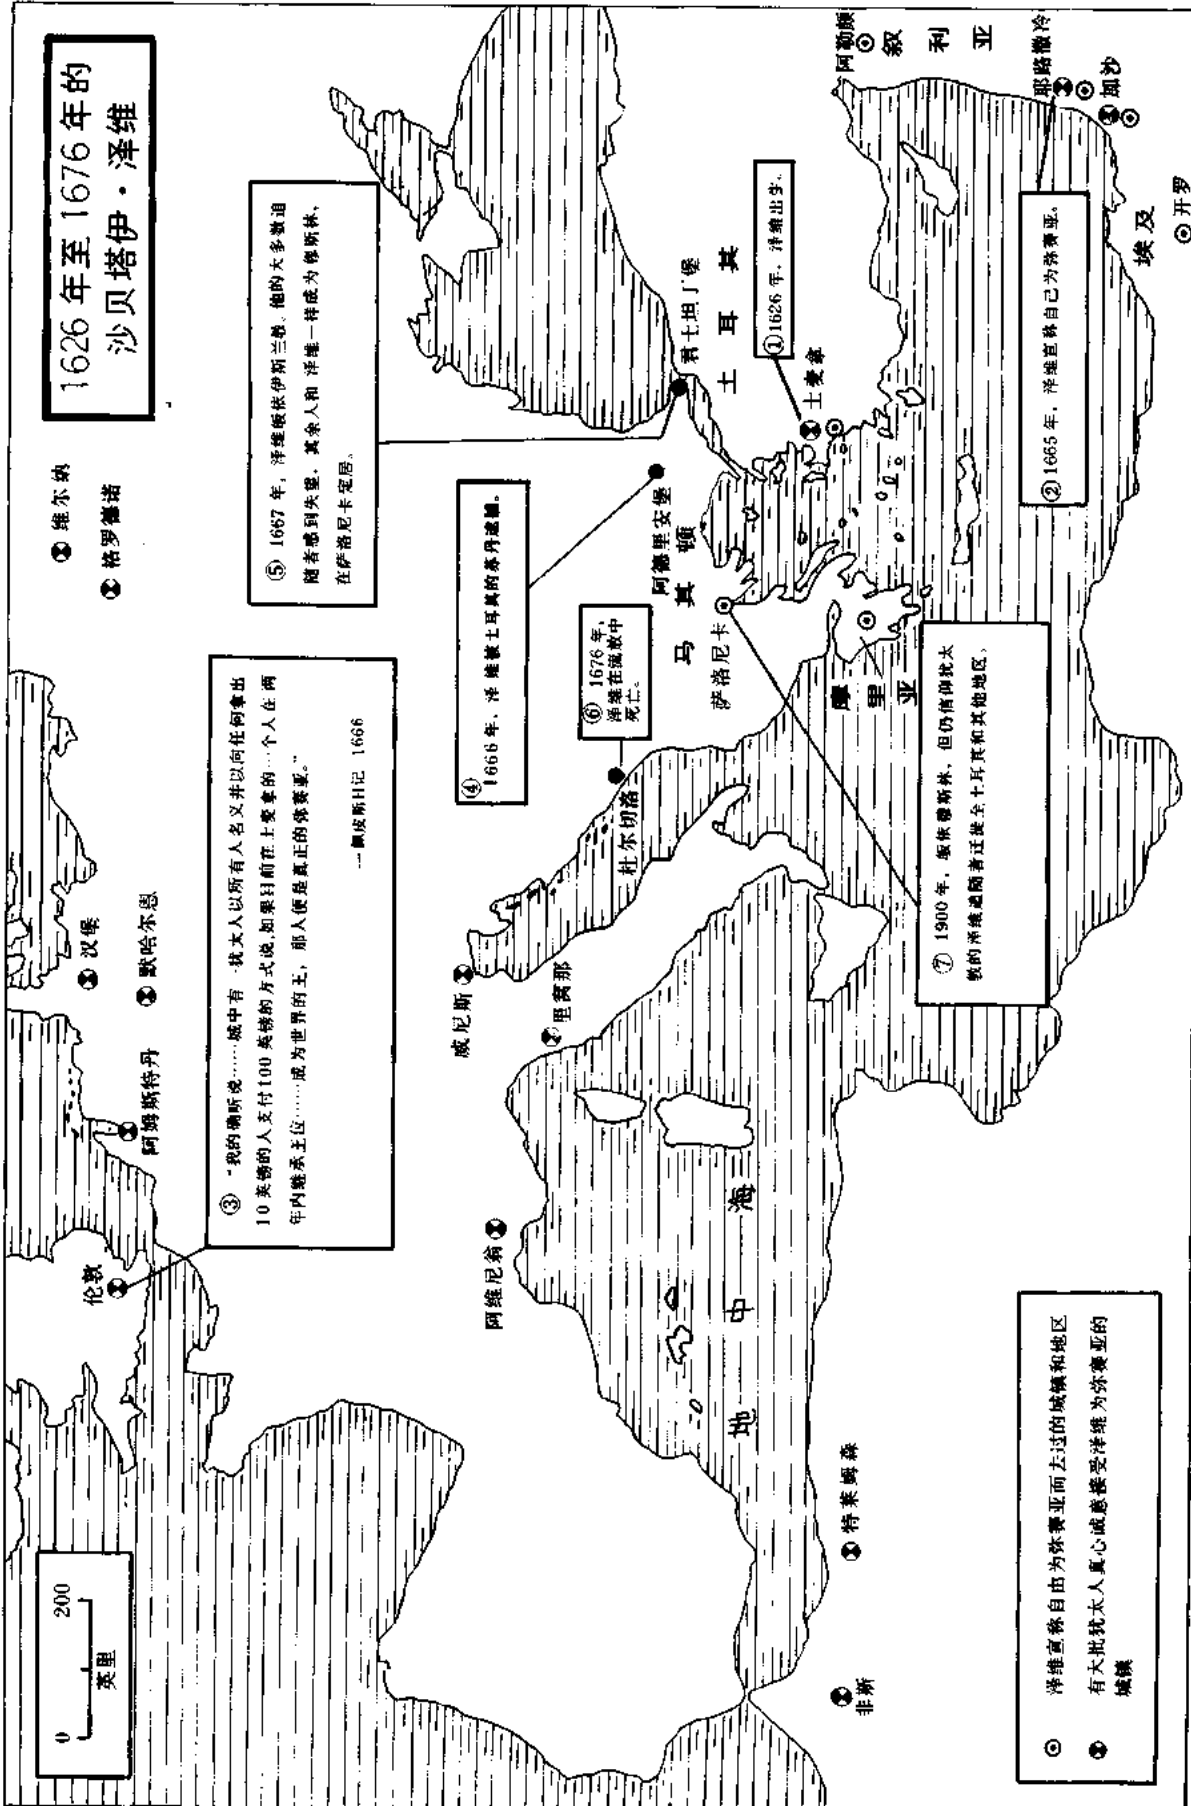 1626 年至 1676 年的
沙贝塔伊·泽维
维尔纳
格罗德诺
⑤ 1667 年，泽维皈依伊斯兰教。他的大多数追
随者感到失望，其余人和泽维一样成为穆斯林，
在萨洛尼卡定居。
③ “我的确听说……城中有一犹太人以所有人名义并以向任何拿出
10 英镑的人支付100 英镑的方式说，如果目前在士麦拿的一个人在两
年内继承王位……成为世界的王，那人便是真正的弥赛亚。”
—佩皮斯日记 1666
④
1666 年，泽维被土耳其的苏丹逮捕。
⑥ 1676 年，
泽维在流放中
死亡。
①1626 年，泽维出生。
②1665 年，泽维宣称自己为弥赛亚。
⑦ 1900 年，皈依穆斯林，但仍信仰犹太
教的泽维追随者迁徙至土耳其和其他地区。
汉堡
默哈尔恩
阿姆斯特丹
伦敦
威尼斯
里窝那
阿维尼翁
杜尔切洛
君士坦丁堡
阿德里安堡
马其顿
萨洛尼卡
土耳其
士麦拿
摩里亚
阿勒颇
叙利亚
耶路撒冷
加沙
埃及
开罗
地中海
特莱姆森
非斯
0 200
英里
泽维宣称自由为弥赛亚而去过的城镇和地区
有大批犹太人真心诚意接受泽维为弥赛亚的
城镇